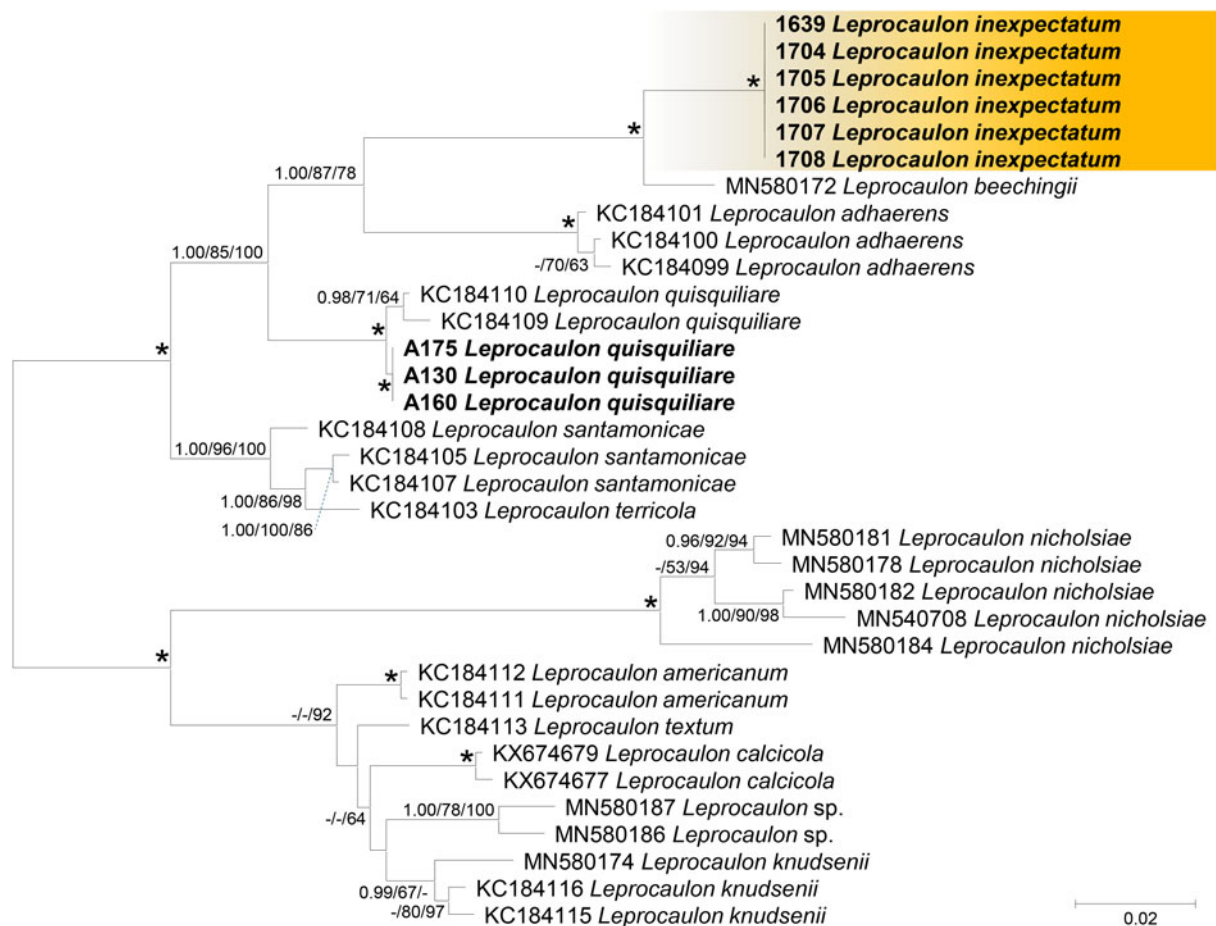 1639 Leprocaulon inexpectatum
1704 Leprocaulon inexpectatum
1705 Leprocaulon inexpectatum
*
1706 Leprocaulon inexpectatum
*
1707 Leprocaulon inexpectatum
1708 Leprocaulon inexpectatum
1.00/87/78
MN580172 Leprocaulon beechingii
KC184101 Leprocaulon adhaerens
*
KC184100 Leprocaulon adhaerens
1.00/85/100
-/70/63
KC184099 Leprocaulon adhaerens
0.98/71/64
KC184110 Leprocaulon quisquiliare
KC184109 Leprocaulon quisquiliare
*
*
A175 Leprocaulon quisquiliare
A130 Leprocaulon quisquiliare
*
A160 Leprocaulon quisquiliare
KC184108 Leprocaulon santamonicae
1.00/96/100
KC184105 Leprocaulon santamonicae
KC184107 Leprocaulon santamonicae
1.00/86/98
KC184103 Leprocaulon terricola
1.00/100/86
0.96/92/94
MN580181 Leprocaulon nicholsiae
-/53/94
MN580178 Leprocaulon nicholsiae
MN580182 Leprocaulon nicholsiae
*
1.00/90/98
MN540708 Leprocaulon nicholsiae
MN580184 Leprocaulon nicholsiae
*
*
KC184112 Leprocaulon americanum
KC184111 Leprocaulon americanum
-/-/92
KC184113 Leprocaulon textum
*
KX674679 Leprocaulon calcicola
KX674677 Leprocaulon calcicola
-/-/64
1.00/78/100
MN580187 Leprocaulon sp.
MN580186 Leprocaulon sp.
MN580174 Leprocaulon knudsenii
0.99/67/-
KC184116 Leprocaulon knudsenii
-/80/97
KC184115 Leprocaulon knudsenii
0.02